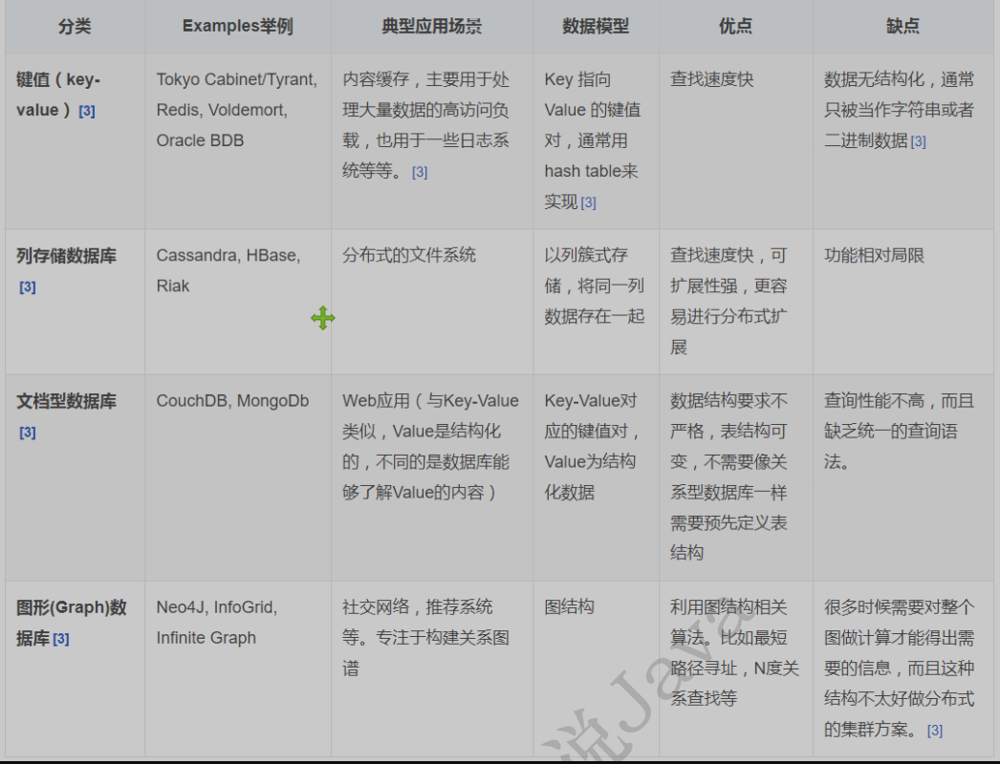 分类
Examples举例
典型应用场景
数据模型
优点
缺点
键值（key-
value）[3]
Tokyo Cabinet/Tyrant,
Redis, Voldemort,
Oracle BDB
内容缓存，主要用于处
理大量数据的高访问负
载，也用于一些日志系
统等等。[3]
Key 指向
Value 的键值
对，通常用
hash table来
实现[3]
查找速度快
数据无结构化，通常
只被当作字符串或者
二进制数据[3]
列存储数据库
[3]
Cassandra, HBase,
Riak
分布式的文件系统
以列簇式存
储，将同一列
数据存在一起
查找速度快，可
扩展性强，更容
易进行分布式扩
展
功能相对局限
文档型数据库
[3]
CouchDB, MongoDb
Web应用（与Key-Value
类似，Value是结构化
的，不同的是数据库能
够了解Value的内容）
Key-Value对
应的键值对，
Value为结构
化数据
数据结构要求不
严格，表结构可
变，不需要像关
系型数据库一样
需要预先定义表
结构
查询性能不高，而且
缺乏统一的查询语
法。
图形(Graph)数
据库[3]
Neo4J, InfoGrid,
Infinite Graph
社交网络，推荐系统
等。专注于构建关系图
谱
图结构
利用图结构相关
算法。比如最短
路径寻址，N度关
系查找等
很多时候需要对整个
图做计算才能得出需
要的信息，而且这种
结构不太好做分布式
的集群方案。[3]
说Java